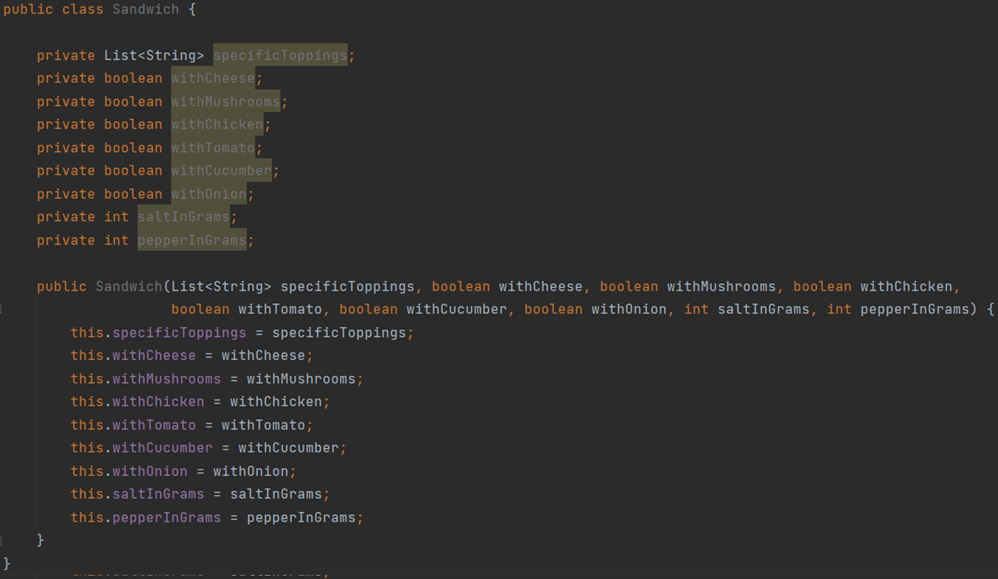 public class Sandwich {
private List<String> specificToppings;
private boolean withCheese;
private boolean withMushrooms;
private boolean withChicken;
private boolean withTomato;
private boolean withCucumber;
private boolean withOnion;
private int saltInGrams;
private int pepperInGrams;
public Sandwich(List<String> specificToppings, boolean withCheese, boolean withMushrooms, boolean withChicken,
boolean withTomato, boolean withCucumber, boolean withOnion, int saltInGrams, int pepperInGrams) {
this.specificToppings = specificToppings;
this.withCheese = withCheese;
this.withMushrooms = withMushrooms;
this.withChicken = withChicken;
this.withTomato = withTomato;
this.withCucumber = withCucumber;
this.withOnion = withOnion;
this.saltInGrams = saltInGrams;
this.pepperInGrams = pepperInGrams;
}
}